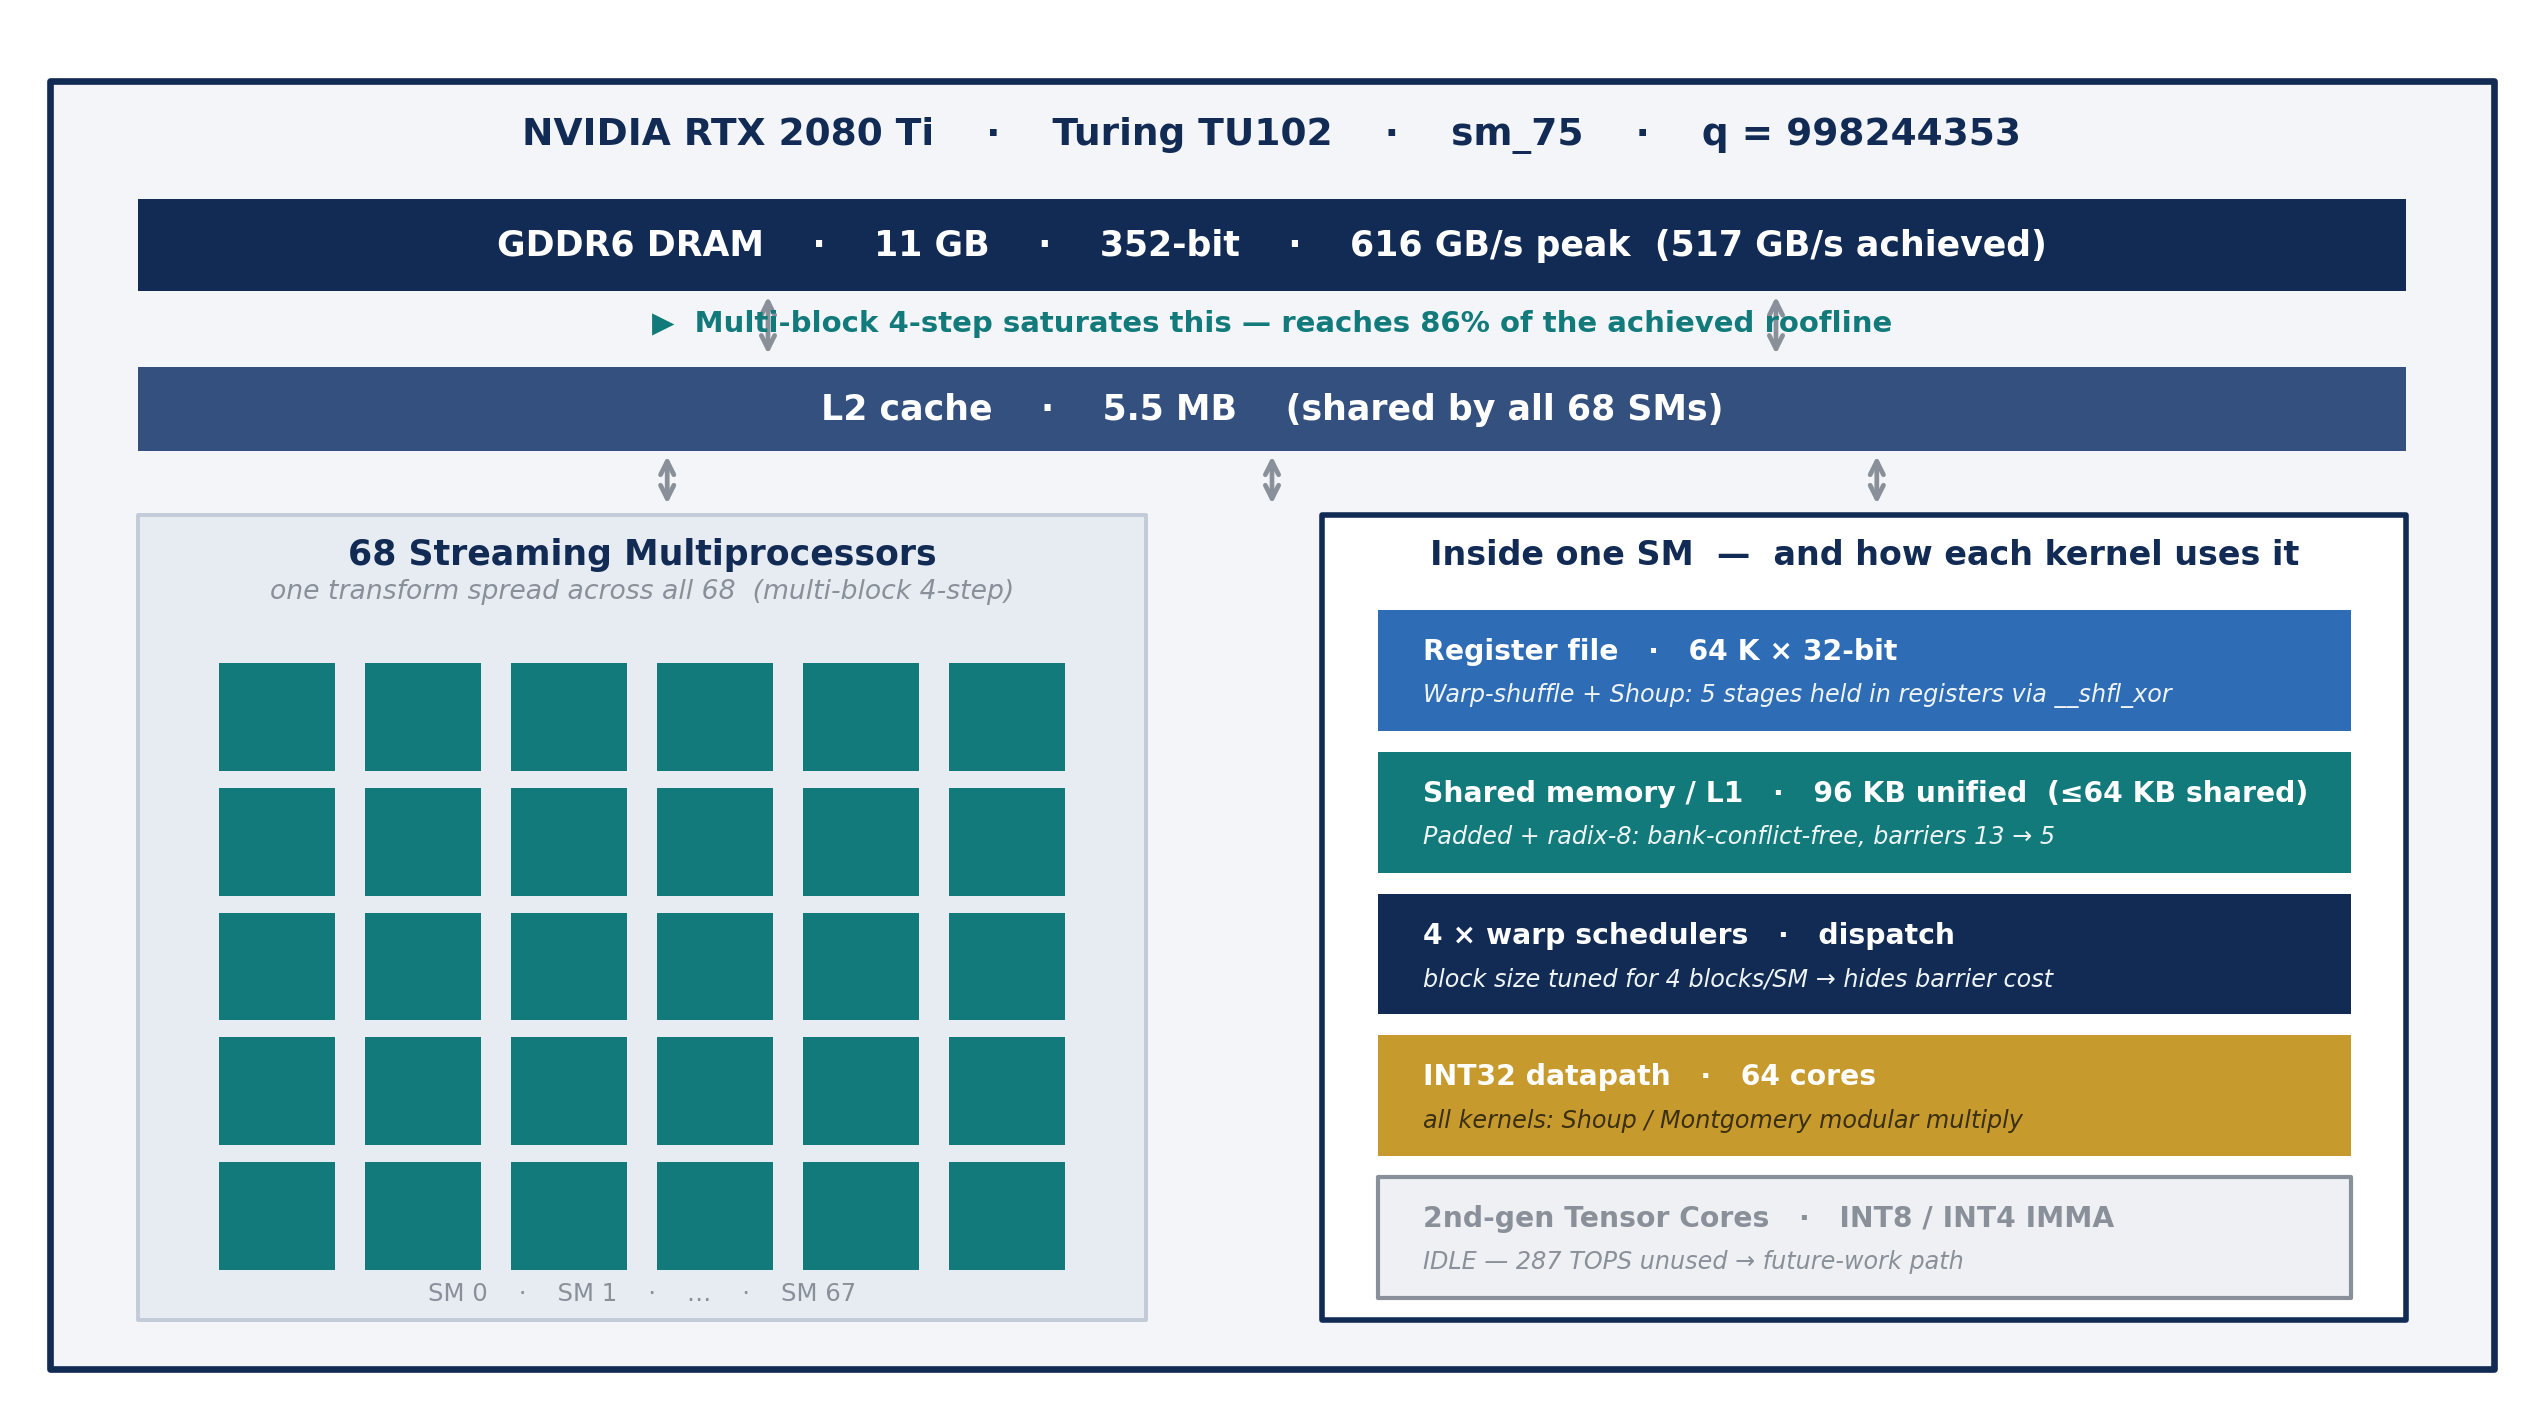 NVIDIA RTX 2080 Ti · Turing TU102 · sm_75 · q = 998244353
GDDR6 DRAM · 11 GB · 352-bit · 616 GB/s peak (517 GB/s achieved)
▶ Multi-block 4-step saturates this — reaches 86% of the achieved roofline
L2 cache · 5.5 MB (shared by all 68 SMs)
68 Streaming Multiprocessors
one transform spread across all 68 (multi-block 4-step)
SM 0 · SM 1 · ... · SM 67
Inside one SM — and how each kernel uses it
Register file · 64 K × 32-bit
Warp-shuffle + Shoup: 5 stages held in registers via __shfl_xor
Shared memory / L1 · 96 KB unified (≤64 KB shared)
Padded + radix-8: bank-conflict-free, barriers 13 → 5
4 × warp schedulers · dispatch
block size tuned for 4 blocks/SM → hides barrier cost
INT32 datapath · 64 cores
all kernels: Shoup / Montgomery modular multiply
2nd-gen Tensor Cores · INT8 / INT4 IMMA
IDLE — 287 TOPS unused → future-work path